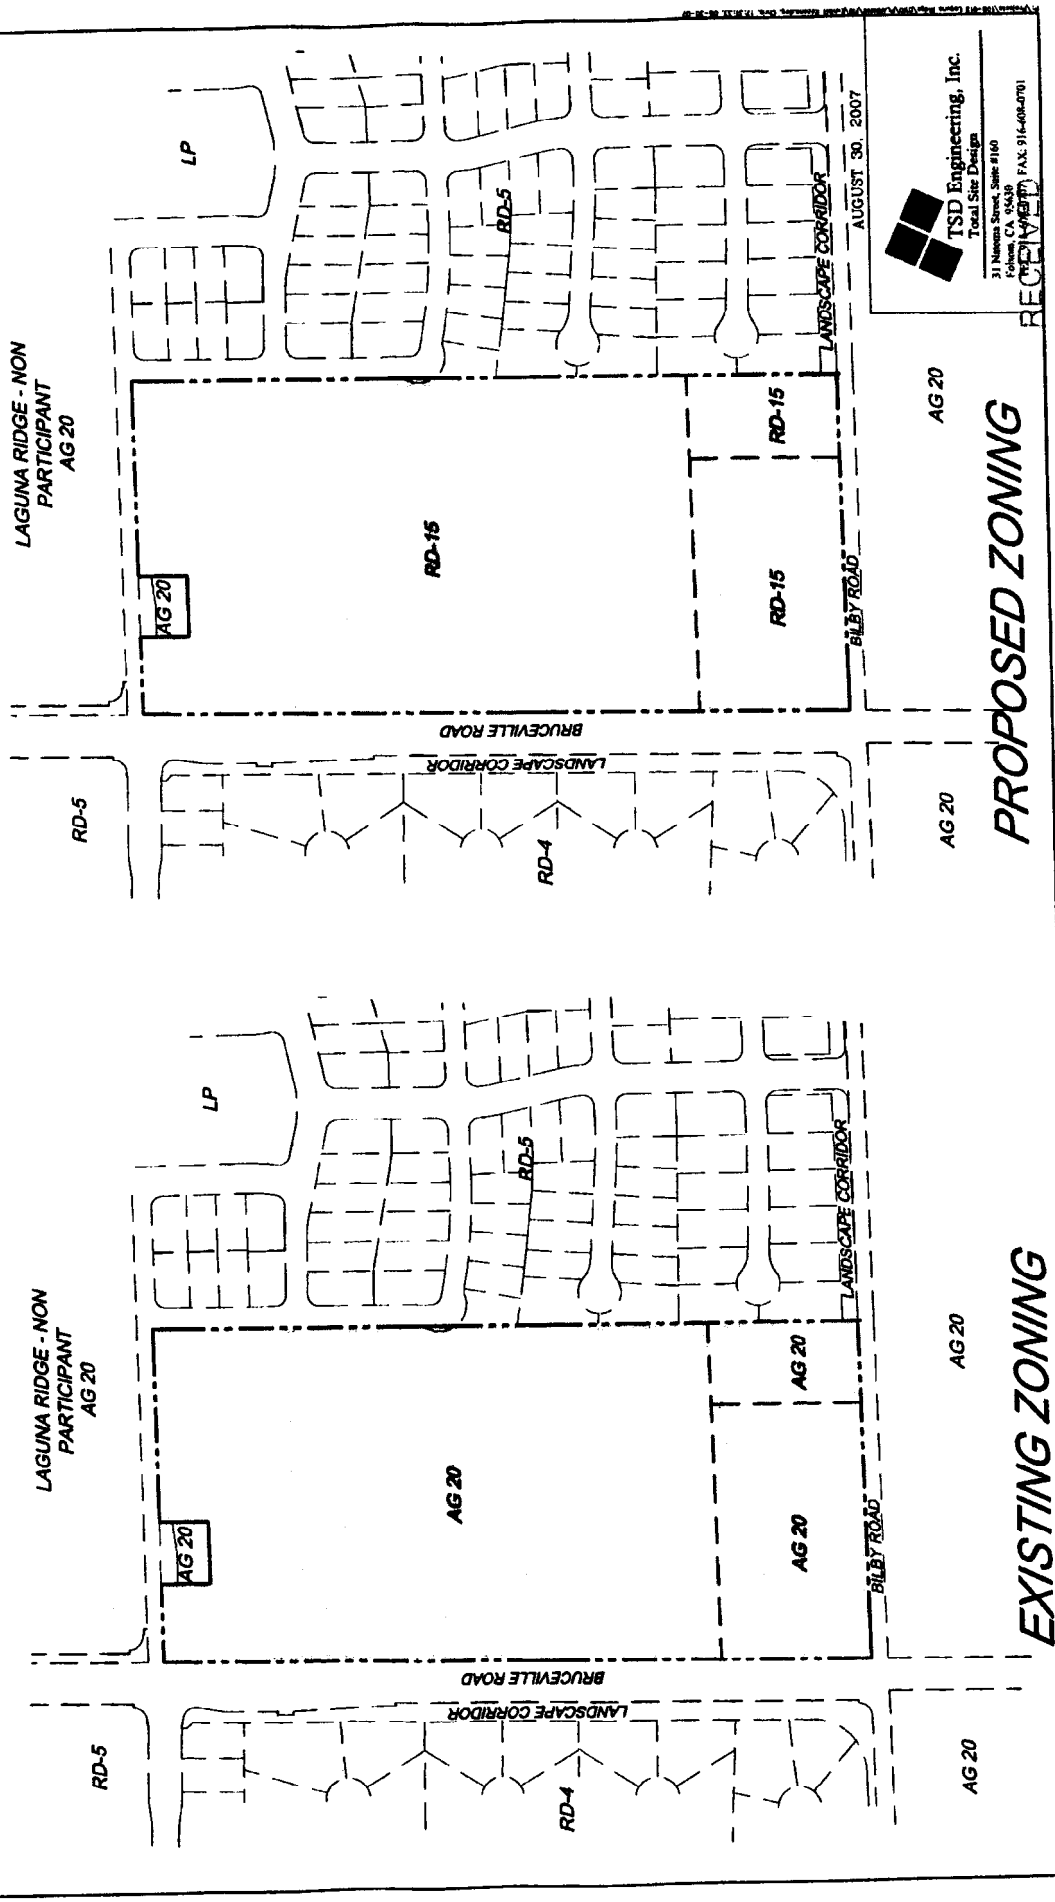 LAGUNA RIDGE - NON
PARTICIPANT
AG 20
LP
RD-5
AG 20
AG 20
RD-5
BRUCEVILLE ROAD
LANDSCAPE CORRIDOR
RD-4
AG 20
AG 20
LANDSCAPE CORRIDOR
BILBY ROAD
AG 20
AG 20
EXISTING ZONING
LAGUNA RIDGE - NON
PARTICIPANT
AG 20
LP
RD-5
AG 20
RD-15
RD-5
BRUCEVILLE ROAD
LANDSCAPE CORRIDOR
RD-4
RD-15
RD-15
LANDSCAPE CORRIDOR
BILBY ROAD
AG 20
AG 20
PROPOSED ZONING
AUGUST 30, 2007
TSD Engineering, Inc.
Total Site Design
31 Natoma Street, Suite #160
Folsom, CA 95630
FAX: 916-608-0701
RECEIVED